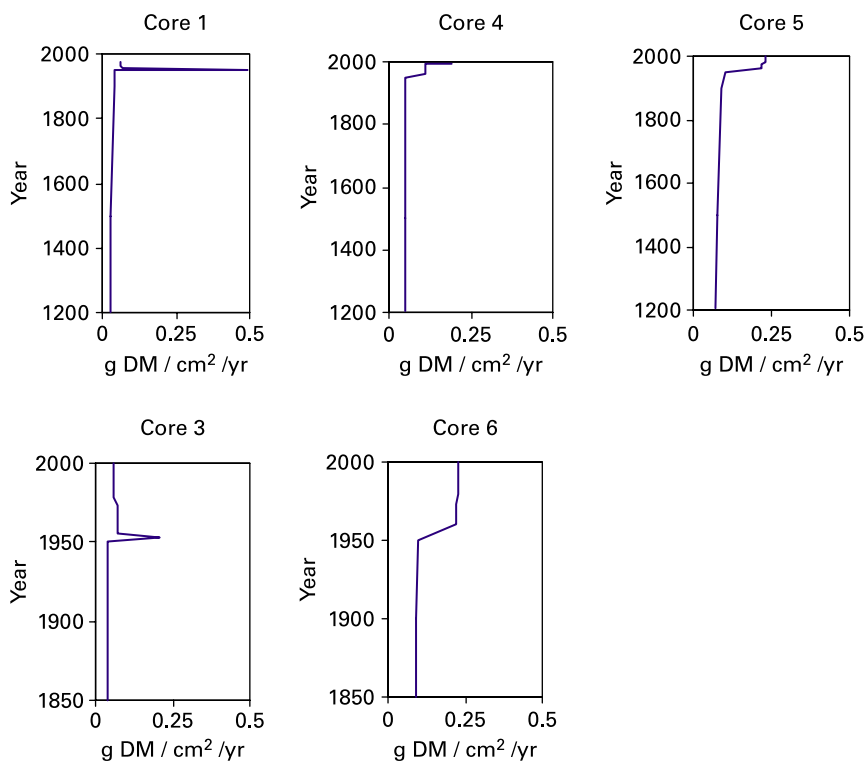 Core 1
2000
1800
1600
1400
1200
Year
0 0.25 0.5
g DM / cm² /yr
Core 4
2000
1800
1600
1400
1200
Year
0 0.25 0.5
g DM / cm² /yr
Core 5
2000
1800
1600
1400
1200
Year
0 0.25 0.5
g DM / cm² /yr
Core 3
2000
1950
1900
1850
Year
0 0.25 0.5
g DM / cm² /yr
Core 6
2000
1950
1900
1850
Year
0 0.25 0.5
g DM / cm² /yr